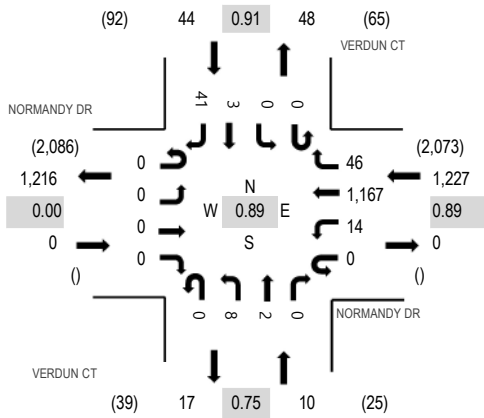 (92) 44 0.91 48 (65)
VERDUN CT
41 3 0 0
NORMANDY DR
(2,086) (2,073)
0 46
1,216 1,227
0 N 1,167
0.00 W 0.89 E 0.89
0 S 14
0 0
0 0
() ()
0 8 2 0
NORMANDY DR
VERDUN CT
(39) 17 0.75 10 (25)